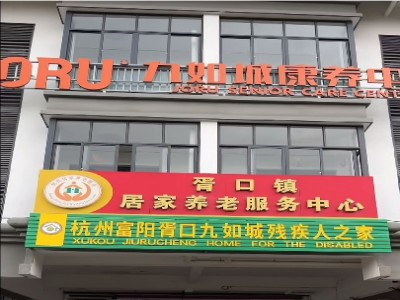 ORU·九如城康养中
JORU SENIOR CARE CENT
胥口镇
居家养老服务中心
杭州富阳胥口九如城残疾人之家
XUKOU JIURUCHENG HOME FOR THE DISABLED